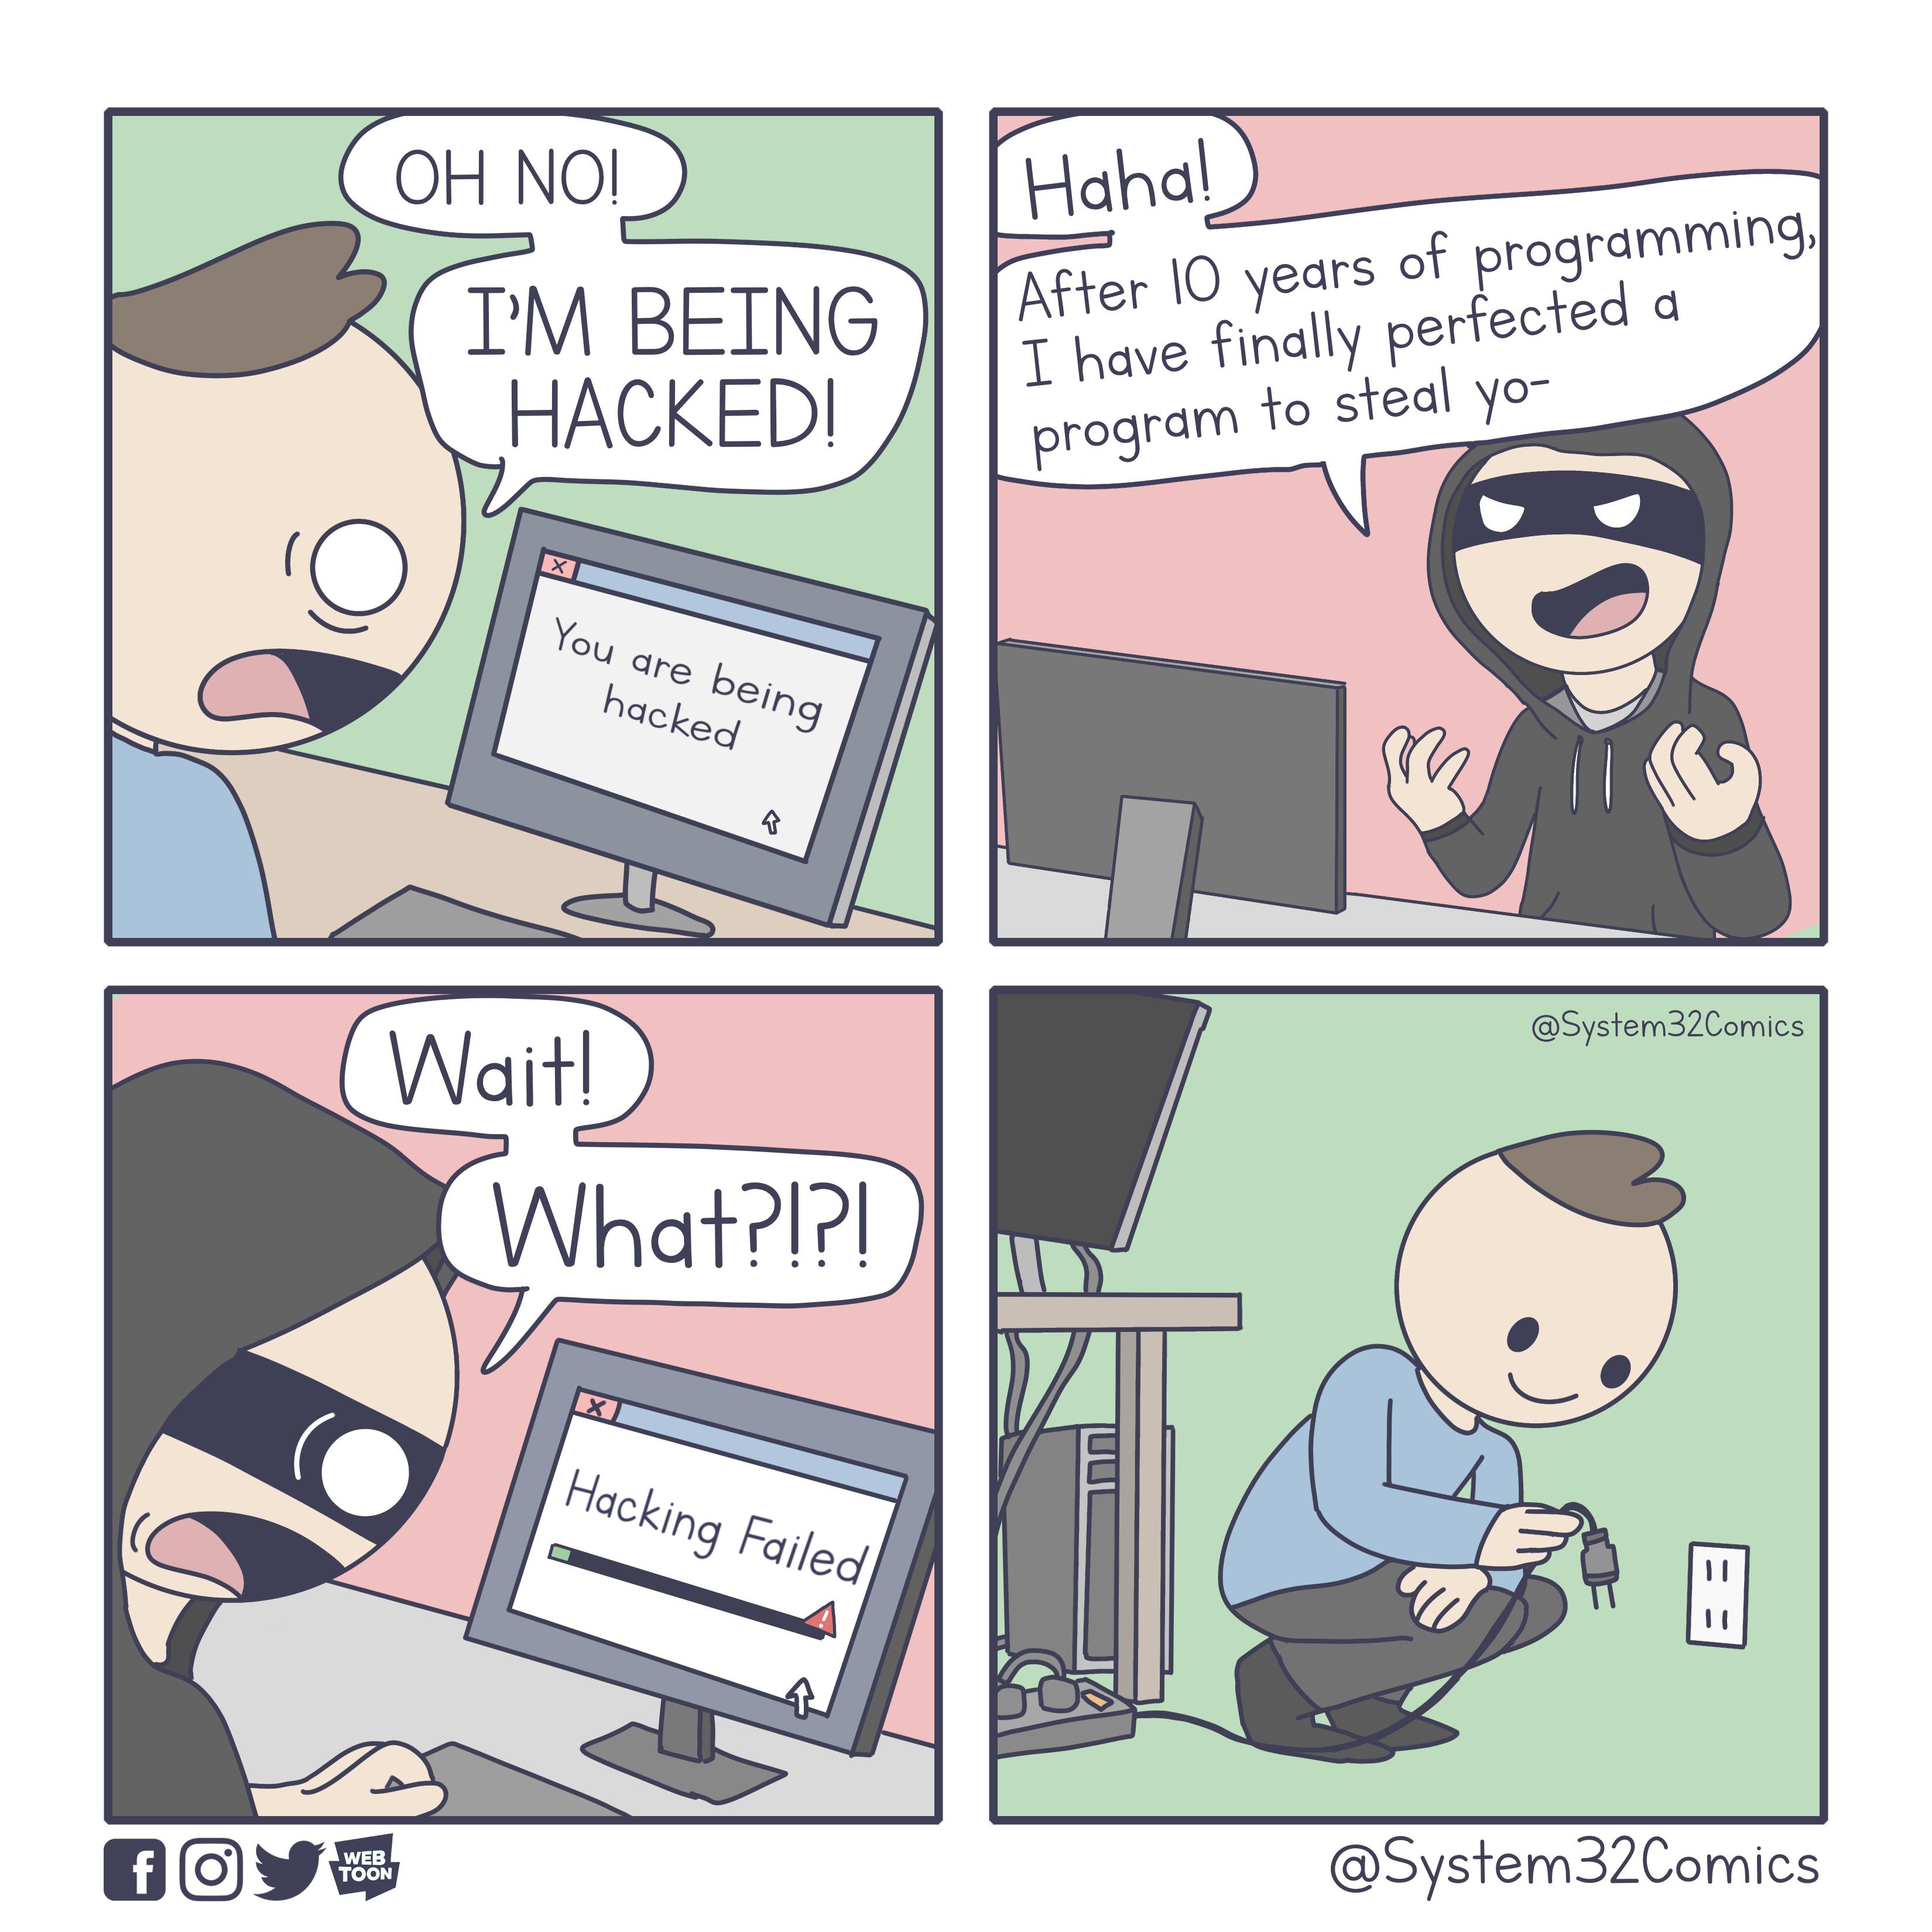 OH NO!
I'M BEING
HACKED!
You are being
hacked
Haha!
After 10 years of programming,
I have finally perfected a
program to steal yo-
Wait!
What?!?!
Hacking Failed
@System32Comics
WEB
TOON
@System32Comics